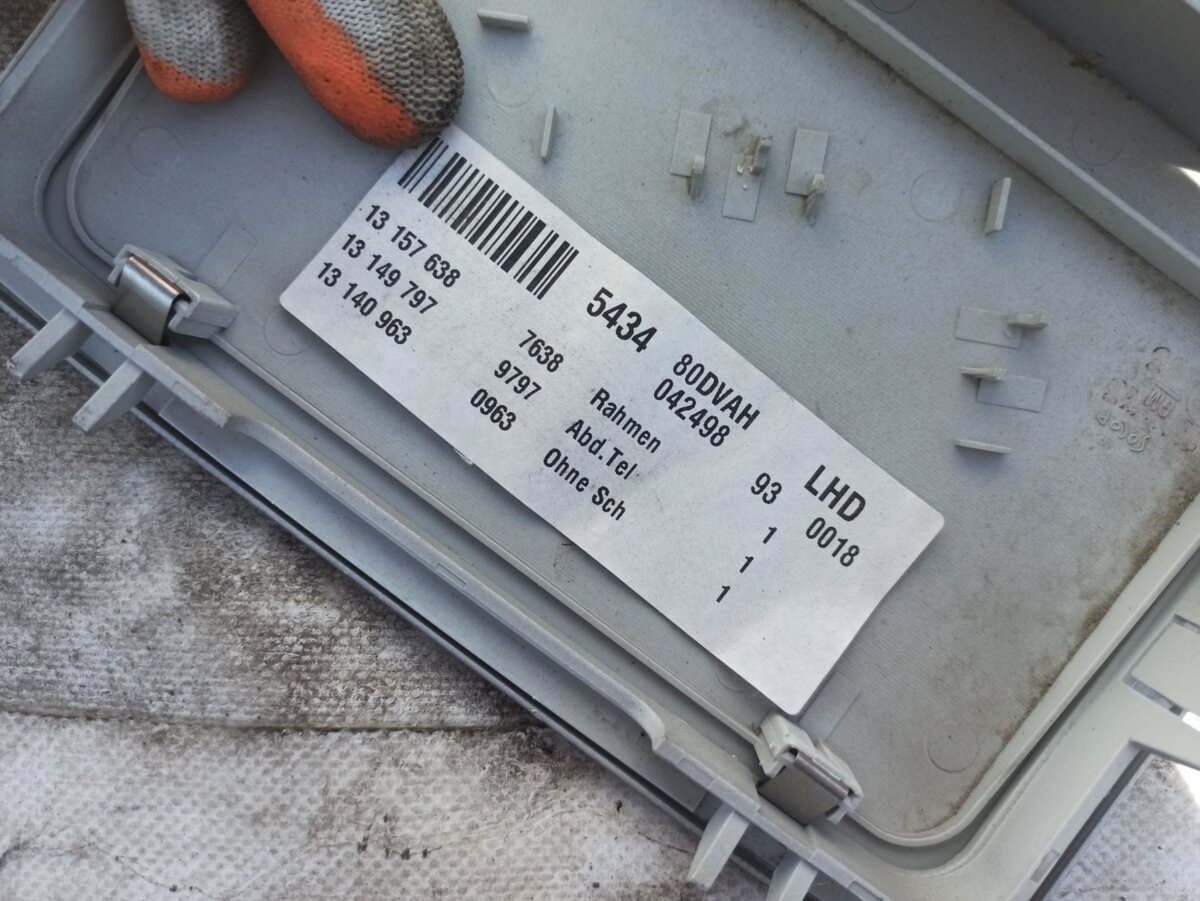 5434 80DVAH LHD
042498 93 0018
13 157 638 7638 Rahmen 1
13 149 797 9797 Abd.Tel 1
13 140 963 0963 Ohne Sch 1